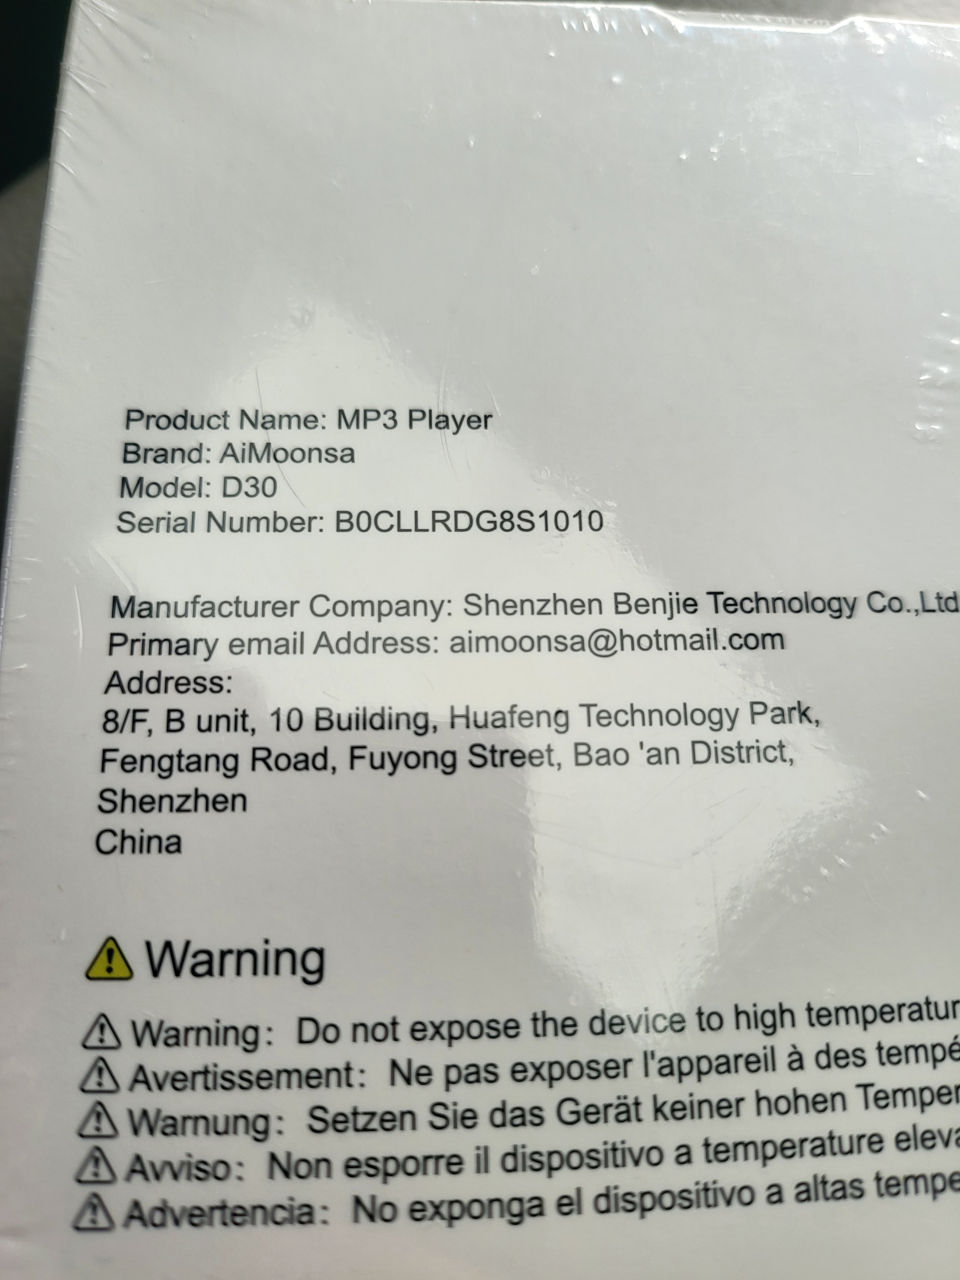 Product Name: MP3 Player
Brand: AiMoonsa
Model: D30
Serial Number: B0CLLRDG8S1010
Manufacturer Company: Shenzhen Benjie Technology Co.,Ltd
Primary email Address: aimoonsa@hotmail.com
Address:
8/F, B unit, 10 Building, Huafeng Technology Park,
Fengtang Road, Fuyong Street, Bao 'an District,
Shenzhen
China
Warning
Warning: Do not expose the device to high temperatur
Avertissement: Ne pas exposer l'appareil à des tempé
Warnung: Setzen Sie das Gerät keiner hohen Temper
Avviso: Non esporre il dispositivo a temperature eleva
Advertencia: No exponga el dispositivo a altas tempe